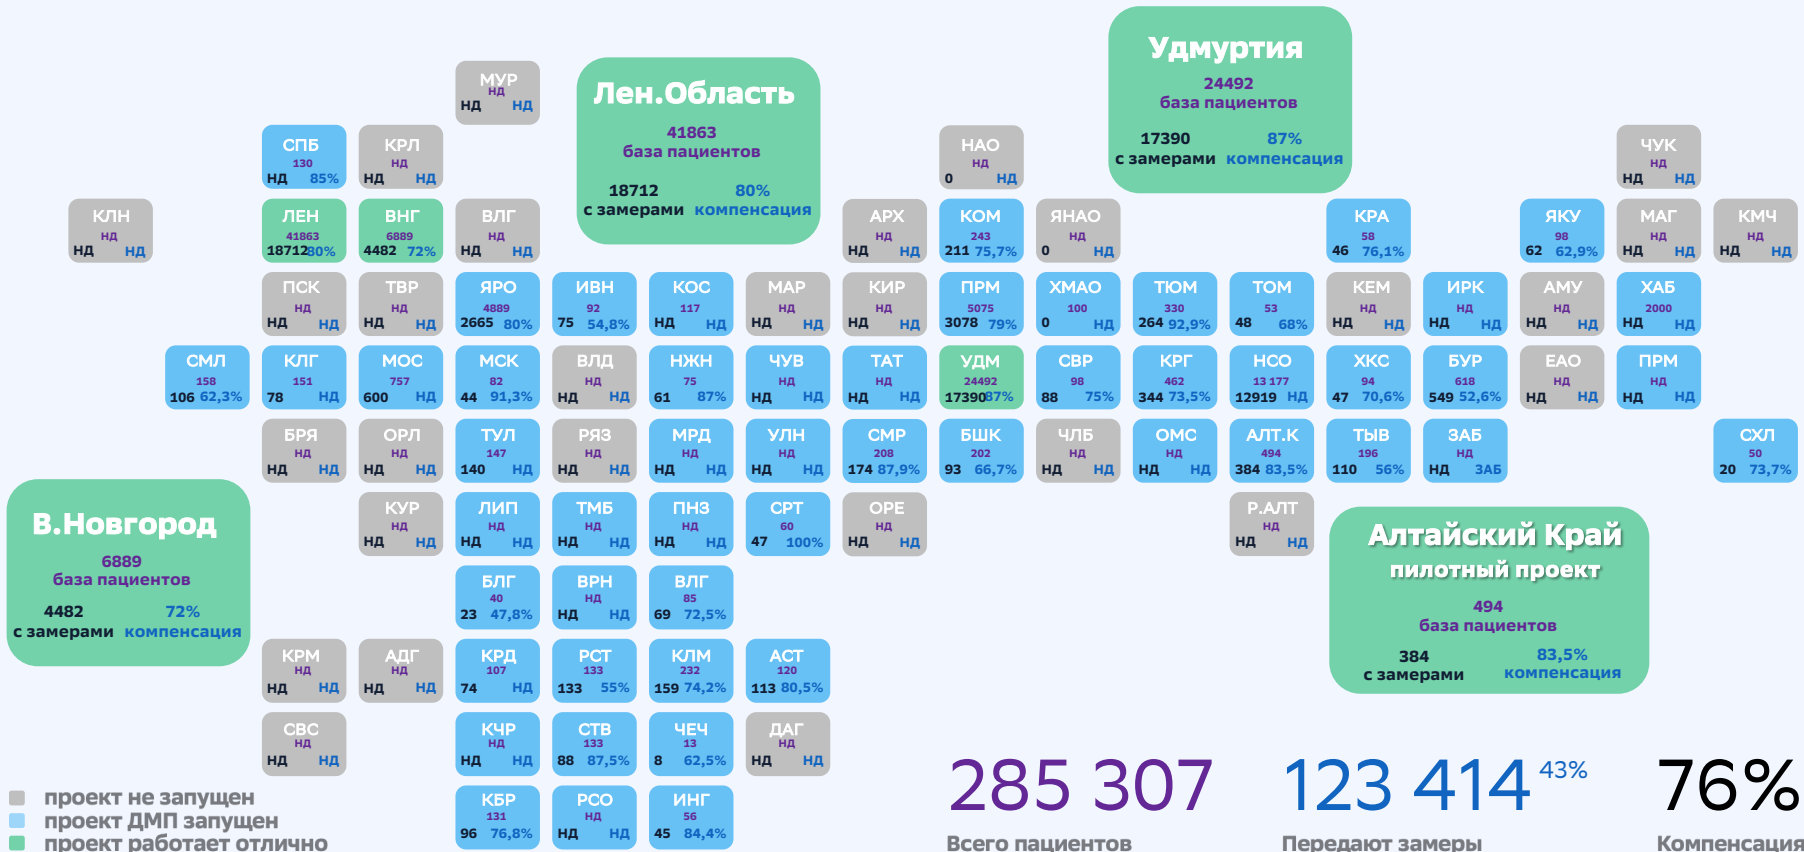 Удмуртия
24492
база пациентов
17390 87%
с замерами компенсация
Лен.Область
41863
база пациентов
18712 80%
с замерами компенсация
МУР
НД
НД НД
СПБ
130
НД 85%
КРЛ
НД
НД НД
НАО
НД
0 НД
ЧУК
НД
НД НД
КЛН
НД
НД НД
ЛЕН
41863
18712 80%
ВНГ
6889
4482 72%
ВЛГ
НД
НД НД
АРХ
НД
НД НД
КОМ
243
211 75,7%
ЯНАО
НД
0 НД
КРА
58
46 76,1%
ЯКУ
98
62 62,9%
МАГ
НД
НД НД
КМЧ
НД
НД НД
ПСК
НД
НД НД
ТВР
НД
НД НД
ЯРО
4889
2665 80%
ИВН
92
75 54,8%
КОС
117
НД НД
МАР
НД
НД НД
КИР
НД
НД НД
ПРМ
5075
3078 79%
ХМАО
100
0 НД
ТЮМ
330
264 92,9%
ТОМ
53
48 68%
КЕМ
НД
НД НД
ИРК
НД
НД НД
АМУ
НД
НД НД
ХАБ
2000
НД НД
СМЛ
158
106 62,3%
КЛГ
151
78 НД
МОС
757
600 НД
МСК
82
44 91,3%
ВЛД
НД
НД НД
НЖН
75
61 87%
ЧУВ
НД
НД НД
ТАТ
НД
НД НД
УДМ
24492
17390 87%
СВР
98
88 75%
КРГ
462
344 73,5%
НСО
13 177
12919 НД
ХКС
94
47 70,6%
БУР
618
549 52,6%
ЕАО
НД
НД НД
ПРМ
НД
НД НД
БРЯ
НД
НД НД
ОРЛ
НД
НД НД
ТУЛ
147
140 НД
РЯЗ
НД
НД НД
МРД
НД
НД НД
УЛН
НД
НД НД
СМР
208
174 87,9%
БШК
202
93 66,7%
ЧЛБ
НД
НД НД
ОМС
НД
НД НД
АЛТ.К
494
384 83,5%
ТЫВ
196
110 56%
ЗАБ
НД
НД ЗАБ
СХЛ
50
20 73,7%
В.Новгород
6889
база пациентов
4482 72%
с замерами компенсация
КУР
НД
НД НД
ЛИП
НД
НД НД
ТМБ
НД
НД НД
ПНЗ
НД
НД НД
СРТ
60
47 100%
ОРЕ
НД
НД НД
Р.АЛТ
НД
НД НД
Алтайский Край
пилотный проект
494
база пациентов
384 83,5%
с замерами компенсация
БЛГ
40
23 47,8%
ВРН
НД
НД НД
ВЛГ
85
69 72,5%
КРМ
НД
НД НД
АДГ
НД
НД НД
КРД
107
74 НД
РСТ
133
133 55%
КЛМ
232
159 74,2%
АСТ
120
113 80,5%
СВС
НД
НД НД
КЧР
НД
НД НД
СТВ
133
88 87,5%
ЧЕЧ
13
8 62,5%
ДАГ
НД
НД НД
КБР
131
96 76,8%
РСО
НД
НД НД
ИНГ
56
45 84,4%
проект не запущен
проект ДМП запущен
проект работает отлично
285 307
Всего пациентов
123 414 43%
Передают замеры
76%
Компенсация